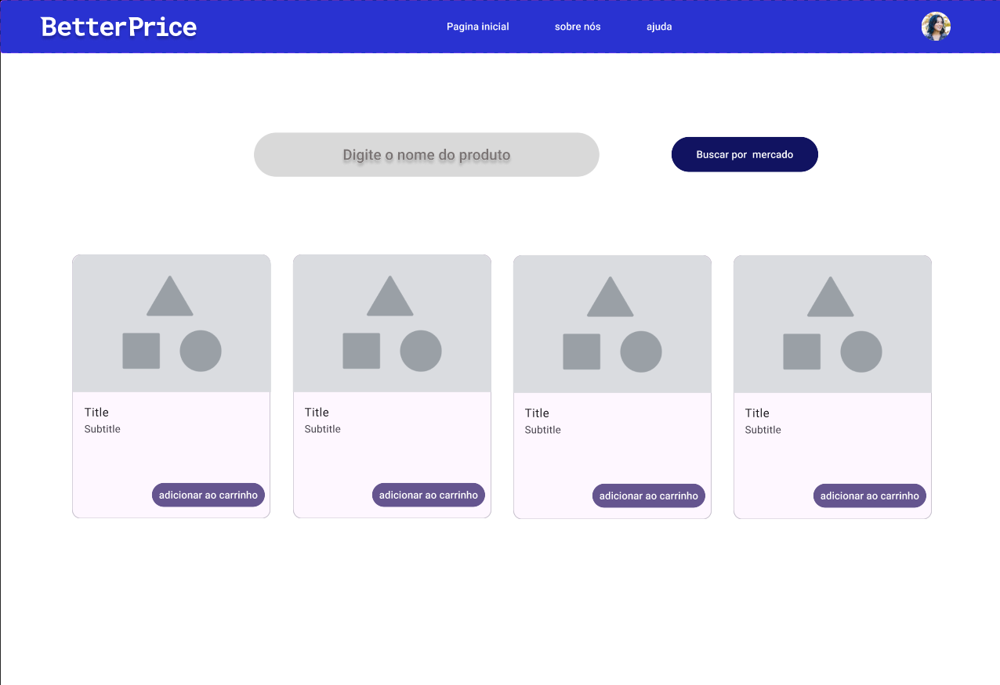 BetterPrice
Pagina inicial
sobre nós
ajuda
Digite o nome do produto
Buscar por  mercado
Title
Subtitle
adicionar ao carrinho
Title
Subtitle
adicionar ao carrinho
Title
Subtitle
adicionar ao carrinho
Title
Subtitle
adicionar ao carrinho